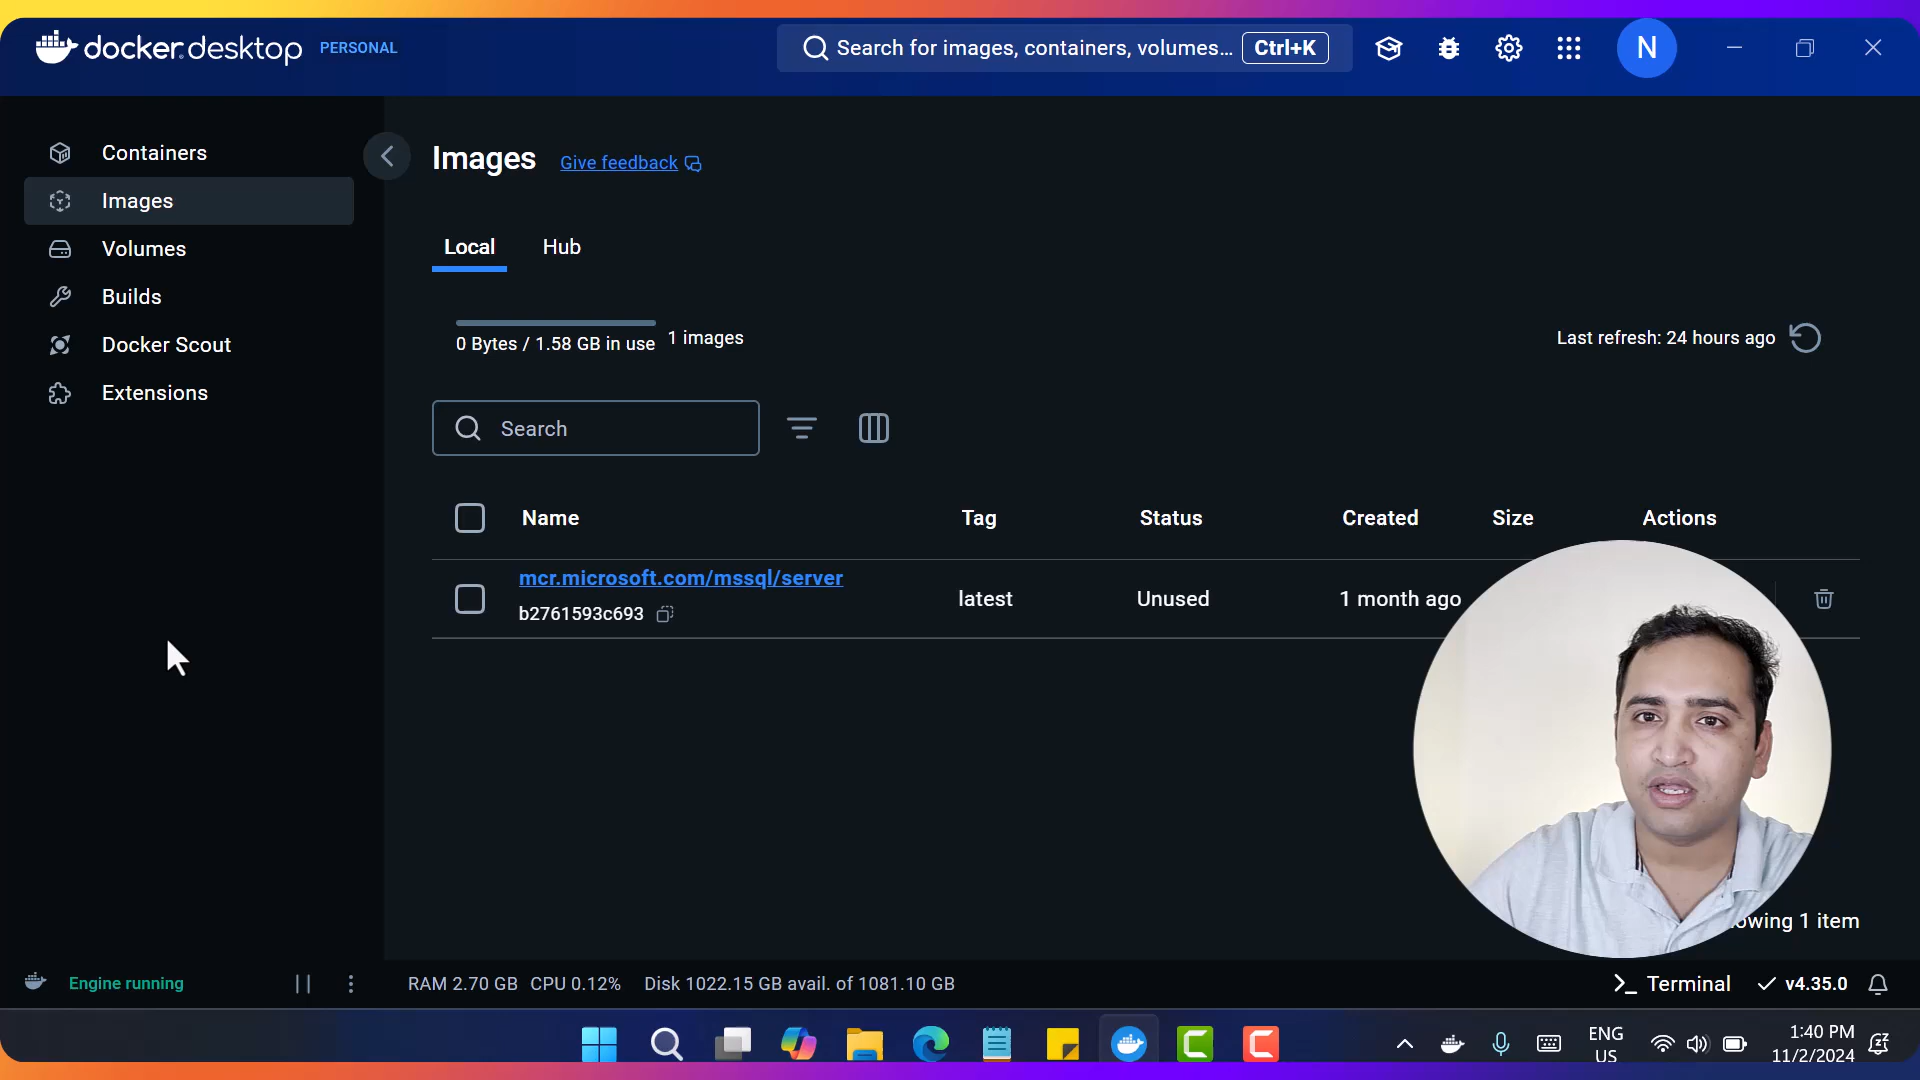 docker desktop PERSONAL
Search for images, containers, volumes... Ctrl+K
N
Containers
Images
Volumes
Builds
Docker Scout
Extensions
Images Give feedback
Local Hub
0 Bytes / 1.58 GB in use 1 images
Last refresh: 24 hours ago
Search
Name Tag Status Created Size Actions
mcr.microsoft.com/mssql/server latest Unused 1 month ago
b2761593c693
owing 1 item
Engine running
RAM 2.70 GB CPU 0.12% Disk 1022.15 GB avail. of 1081.10 GB
Terminal v4.35.0
ENG
US
1:40 PM
11/2/2024